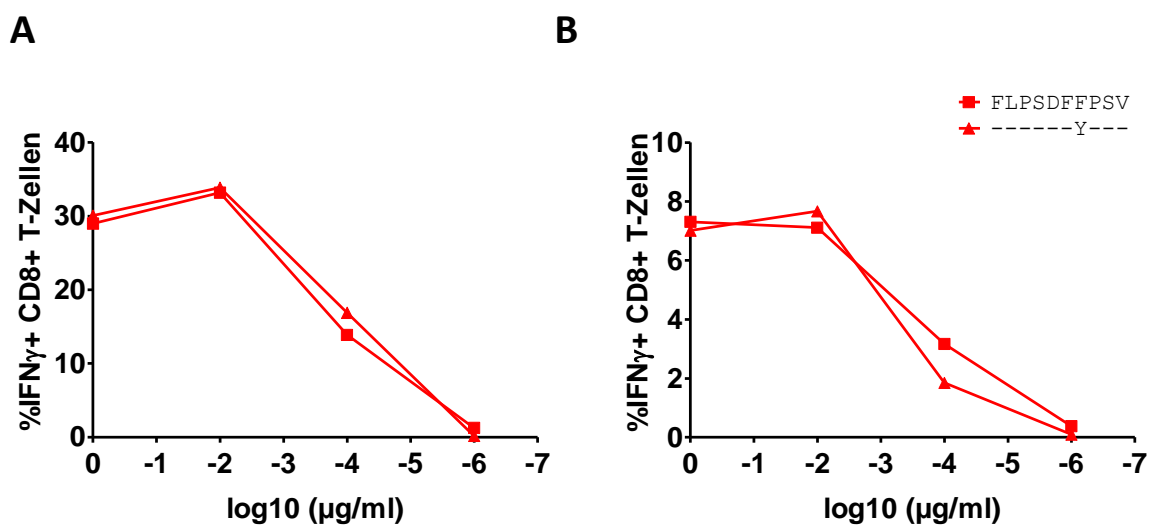 A
B
FLPSDFFPSV
------Y---
%IFNγ+ CD8+ T-Zellen
40
30
20
10
0
0 -1 -2 -3 -4 -5 -6 -7
log10 (µg/ml)
%IFNγ+ CD8+ T-Zellen
10
8
6
4
2
0
0 -1 -2 -3 -4 -5 -6 -7
log10 (µg/ml)